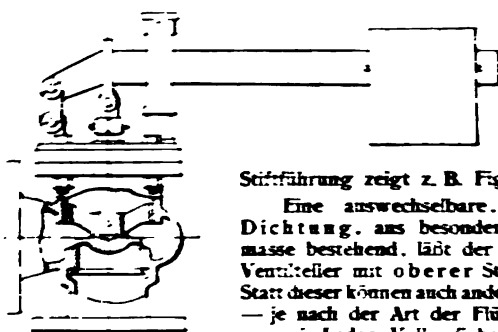 Stiftführung zeigt z. B. Fig
Eine auswechselbare,
Dichtung, aus besonder
masse bestehend, läßt der
Ventilteller mit oberer St
Statt dieser können auch ande
— je nach der Art der Flü